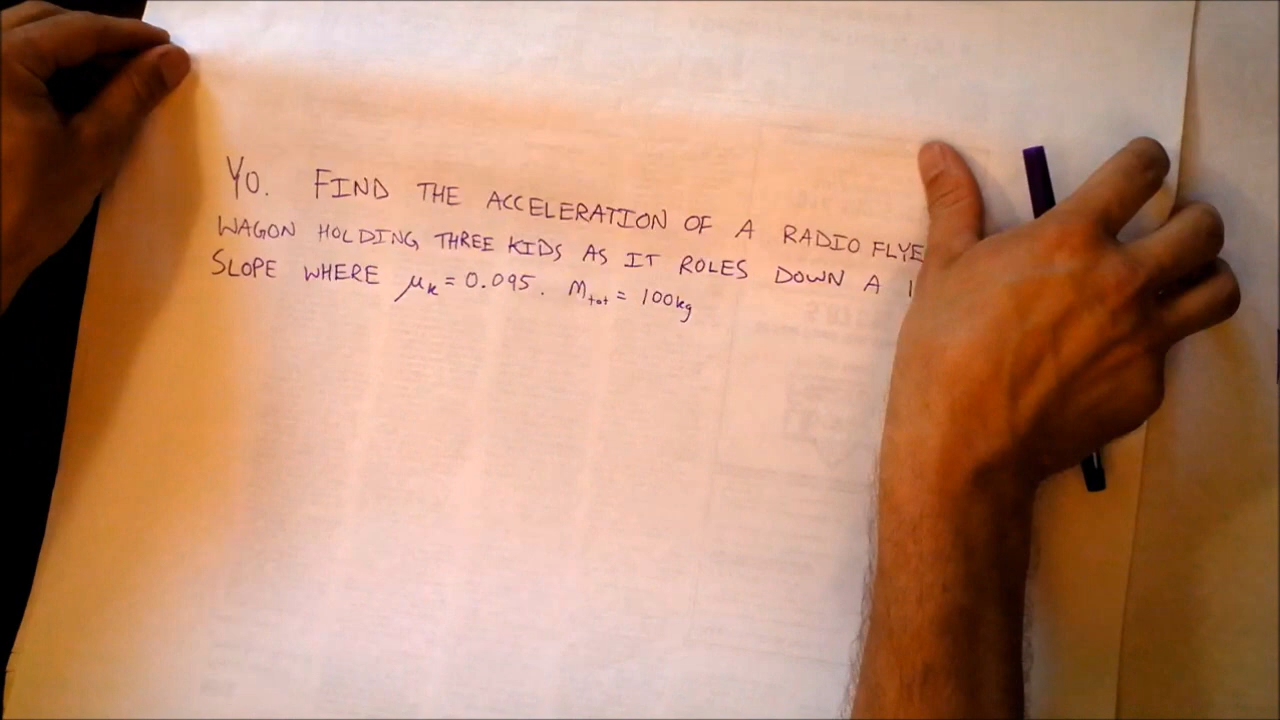 YO. FIND THE ACCELERATION OF A RADIO FLYE
WAGON HOLDING THREE KIDS AS IT ROLES DOWN A 1
SLOPE WHERE μk = 0.095. Mtot = 100kg